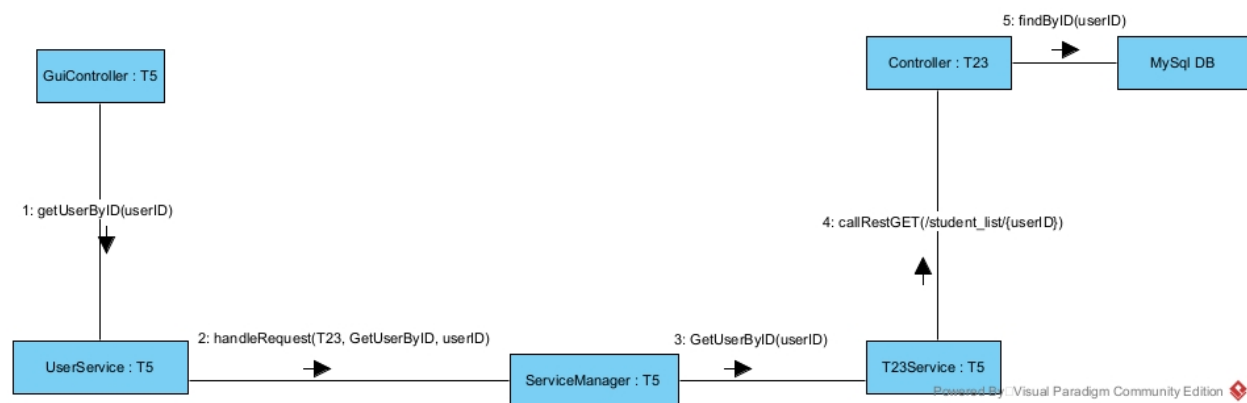 5: findByID(userID)
GuiController : T5
Controller : T23
MySql DB
1: getUserByID(userID)
4: callRestGET(/student_list/{userID})
2: handleRequest(T23, GetUserByID, userID)
3: GetUserByID(userID)
UserService : T5
ServiceManager : T5
T23Service : T5
Powered By Visual Paradigm Community Edition